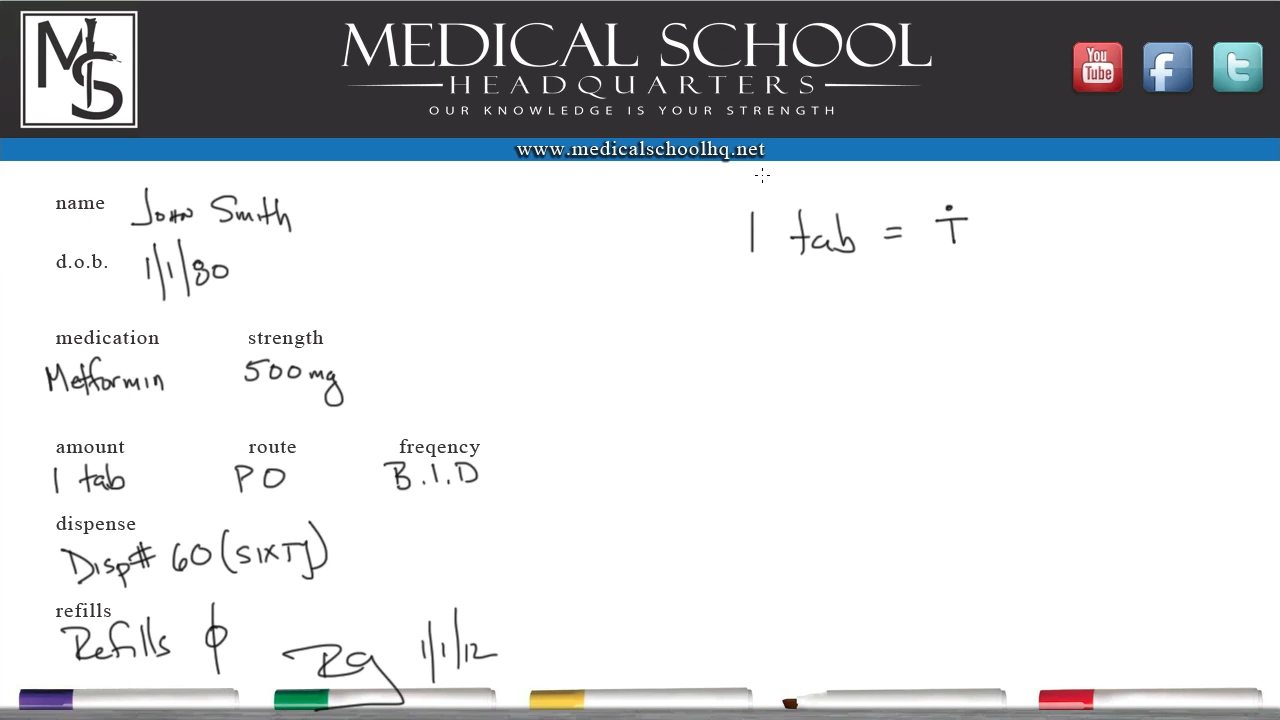 MS
MEDICAL SCHOOL
HEADQUARTERS
OUR KNOWLEDGE IS YOUR STRENGTH
You Tube f t
www.medicalschoolhq.net
name John Smith
d.o.b. 1/1/80
1 tab = i̅
medication strength
Metformin 500mg
amount route freqency
1 tab PO B.I.D
dispense
Disp# 60 (SIXTY)
refills
Refills φ
RG 1/1/12